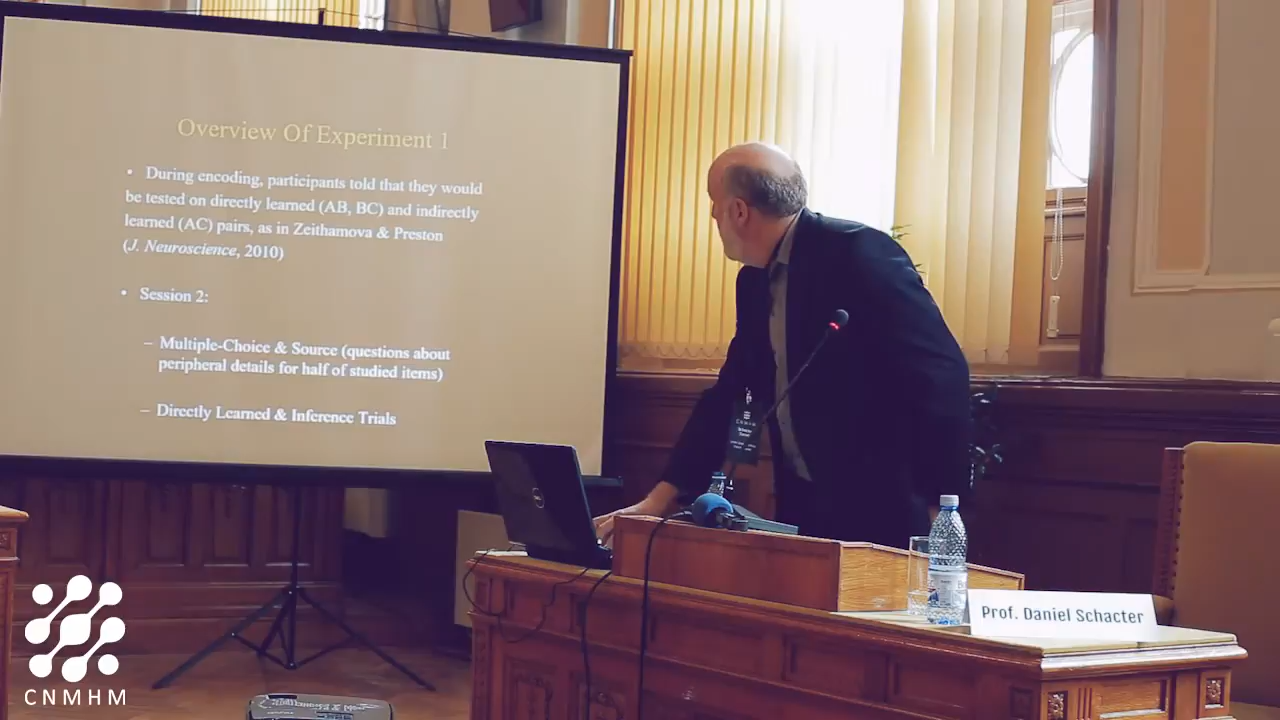 Overview Of Experiment 1
• During encoding, participants told that they would
be tested on directly learned (AB, BC) and indirectly
learned (AC) pairs, as in Zeithamova & Preston
(J. Neuroscience, 2010)
• Session 2:
– Multiple-Choice & Source (questions about
peripheral details for half of studied items)
– Directly Learned & Inference Trials
CNMHM
Prof. Daniel Schacter
CNMHM